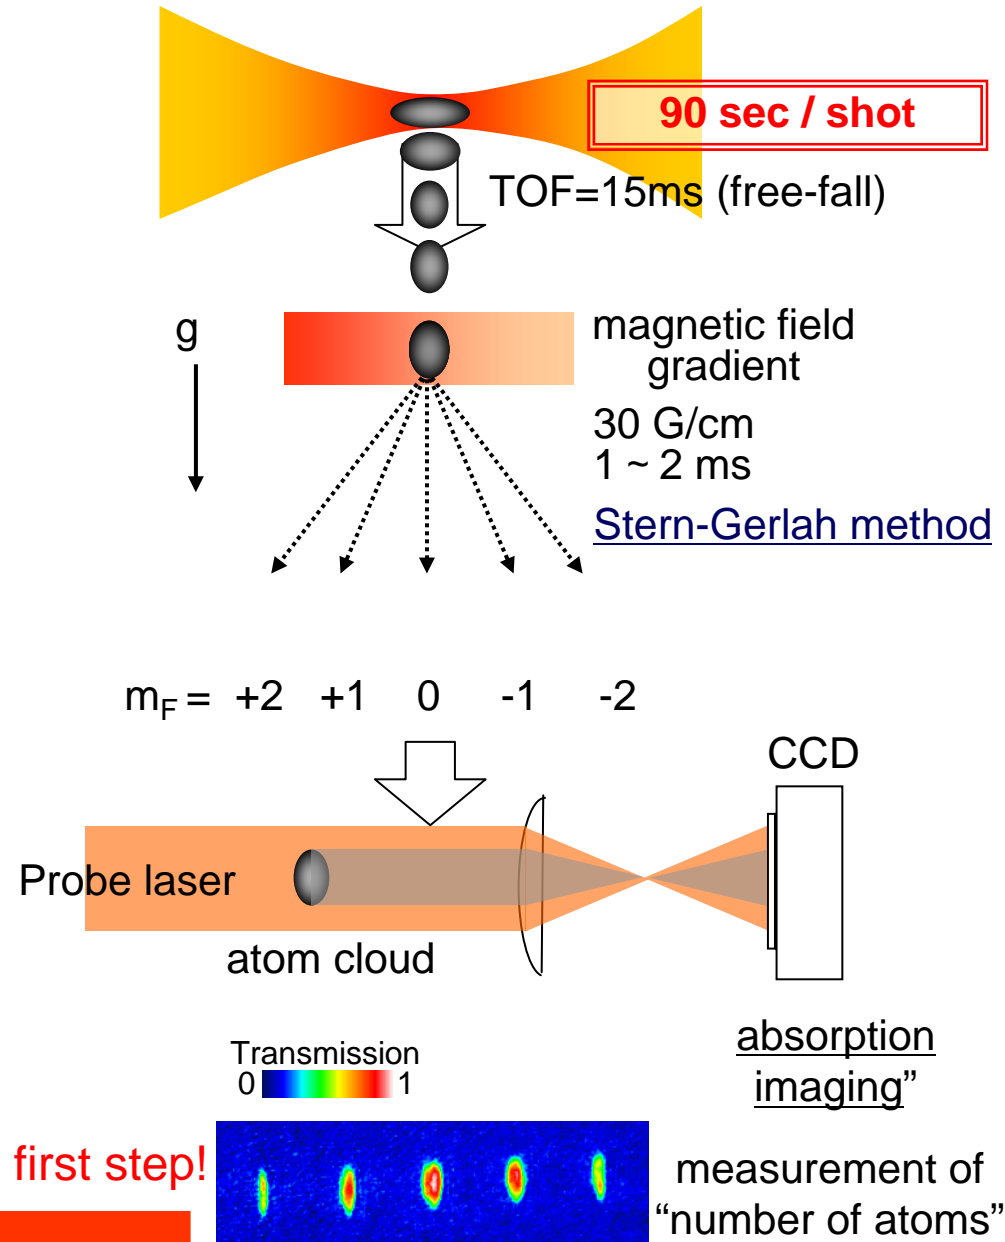 90 sec / shot
TOF=15ms (free-fall)
g
magnetic field
gradient
30 G/cm
1 ~ 2 ms
Stern-Gerlah method
mF = +2 +1 0 -1 -2
CCD
Probe laser
atom cloud
absorption
imaging”
Transmission
0 1
first step!
measurement of
“number of atoms”